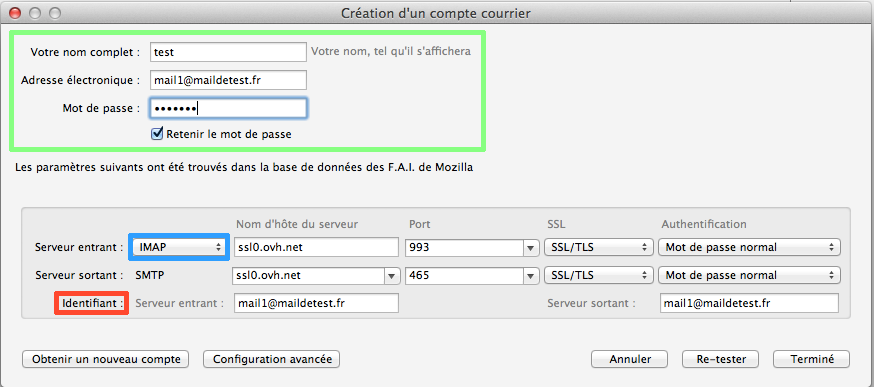 Création d'un compte courrier
Votre nom complet : test Votre nom, tel qu'il s'affichera
Adresse électronique : mail1@maildetest.fr
Mot de passe : •••••••
Retenir le mot de passe
Les paramètres suivants ont été trouvés dans la base de données des F.A.I. de Mozilla
Nom d'hôte du serveur Port SSL Authentification
Serveur entrant : IMAP ssl0.ovh.net 993 SSL/TLS Mot de passe normal
Serveur sortant : SMTP ssl0.ovh.net 465 SSL/TLS Mot de passe normal
Identifiant : Serveur entrant : mail1@maildetest.fr Serveur sortant : mail1@maildetest.fr
Obtenir un nouveau compte Configuration avancée Annuler Re-tester Terminé